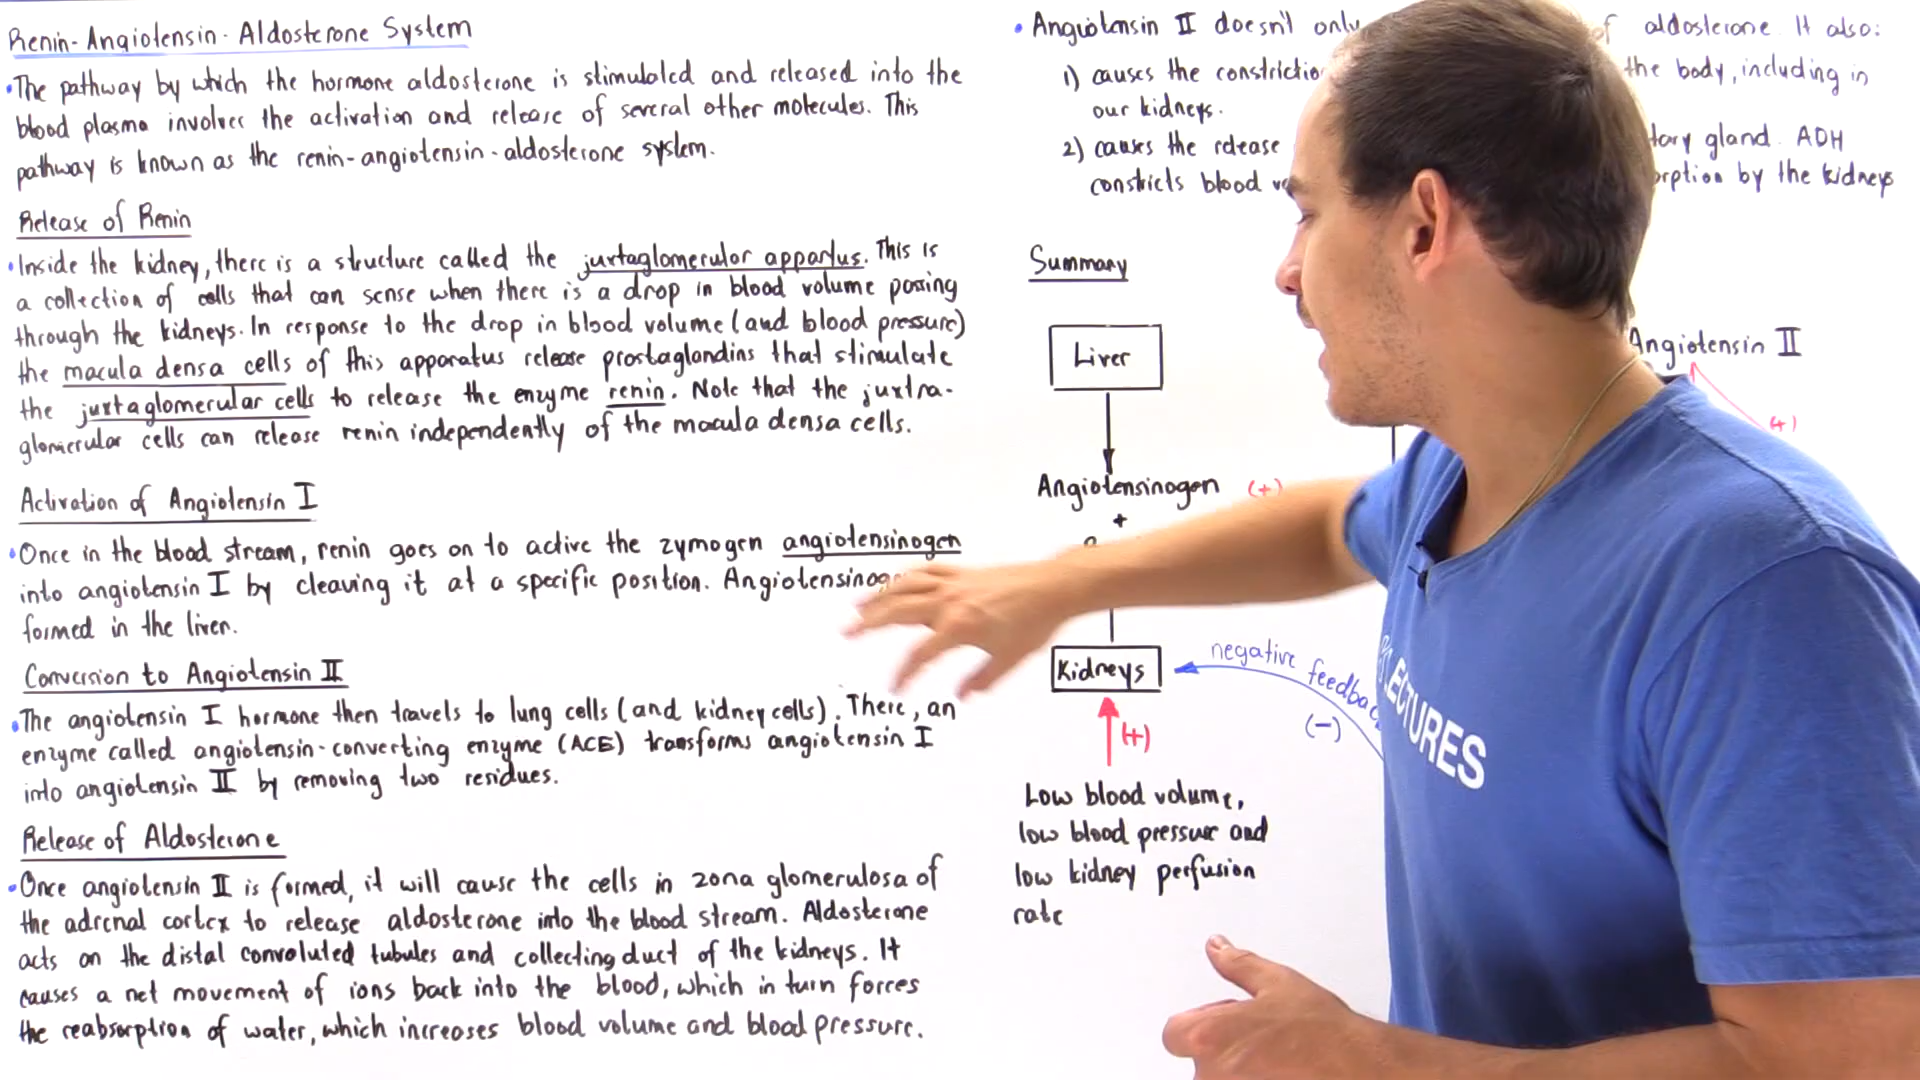 Renin-Angiotensin-Aldosterone System
• The pathway by which the hormone aldosterone is stimulated and released into the
blood plasma involves the activation and release of several other molecules. This
pathway is known as the renin-angiotensin-aldosterone system.
Release of Renin
• Inside the kidney, there is a structure called the juxtaglomerular appartus. This is
a collection of cells that can sense when there is a drop in blood volume passing
through the kidneys. In response to the drop in blood volume (and blood pressure)
the macula densa cells of this apparatus release prostaglandins that stimulate
the juxtaglomerular cells to release the enzyme renin. Note that the juxtra-
glomerular cells can release renin independently of the macula densa cells.
Activation of Angiotensin I
• Once in the blood stream, renin goes on to active the zymogen angiotensinogen
into angiotensin I by cleaving it at a specific position.
formed in the liver.
Conversion to Angiotensin II
• The angiotensin I hormone then travels to lung cells (and kidney cells). There, an
enzyme called angiotensin-converting enzyme (ACE) transforms angiotensin I
into angiotensin II by removing two residues.
Release of Aldosterone
• Once angiotensin II is formed, it will cause the cells in zona glomerulosa of
the adrenal cortex to release aldosterone into the blood stream. Aldosterone
acts on the distal convoluted tubules and collecting duct of the kidneys. It
causes a net movement of ions back into the blood, which in turn forces
the reabsorption of water, which increases blood volume and blood pressure.
• Angiotensin II doesn't only of aldosterone. It also:
1) causes the the body, including in
our kidneys.
2) causes the release gland. ADH
constricts blood by the kidneys
Summary
Liver
Angiotensin II
(+)
Angiotensinogen (+)
+
Kidneys
negative
(-)
(+)
Low blood volume,
low blood pressure and
low kidney perfusion
rate
LECTURES